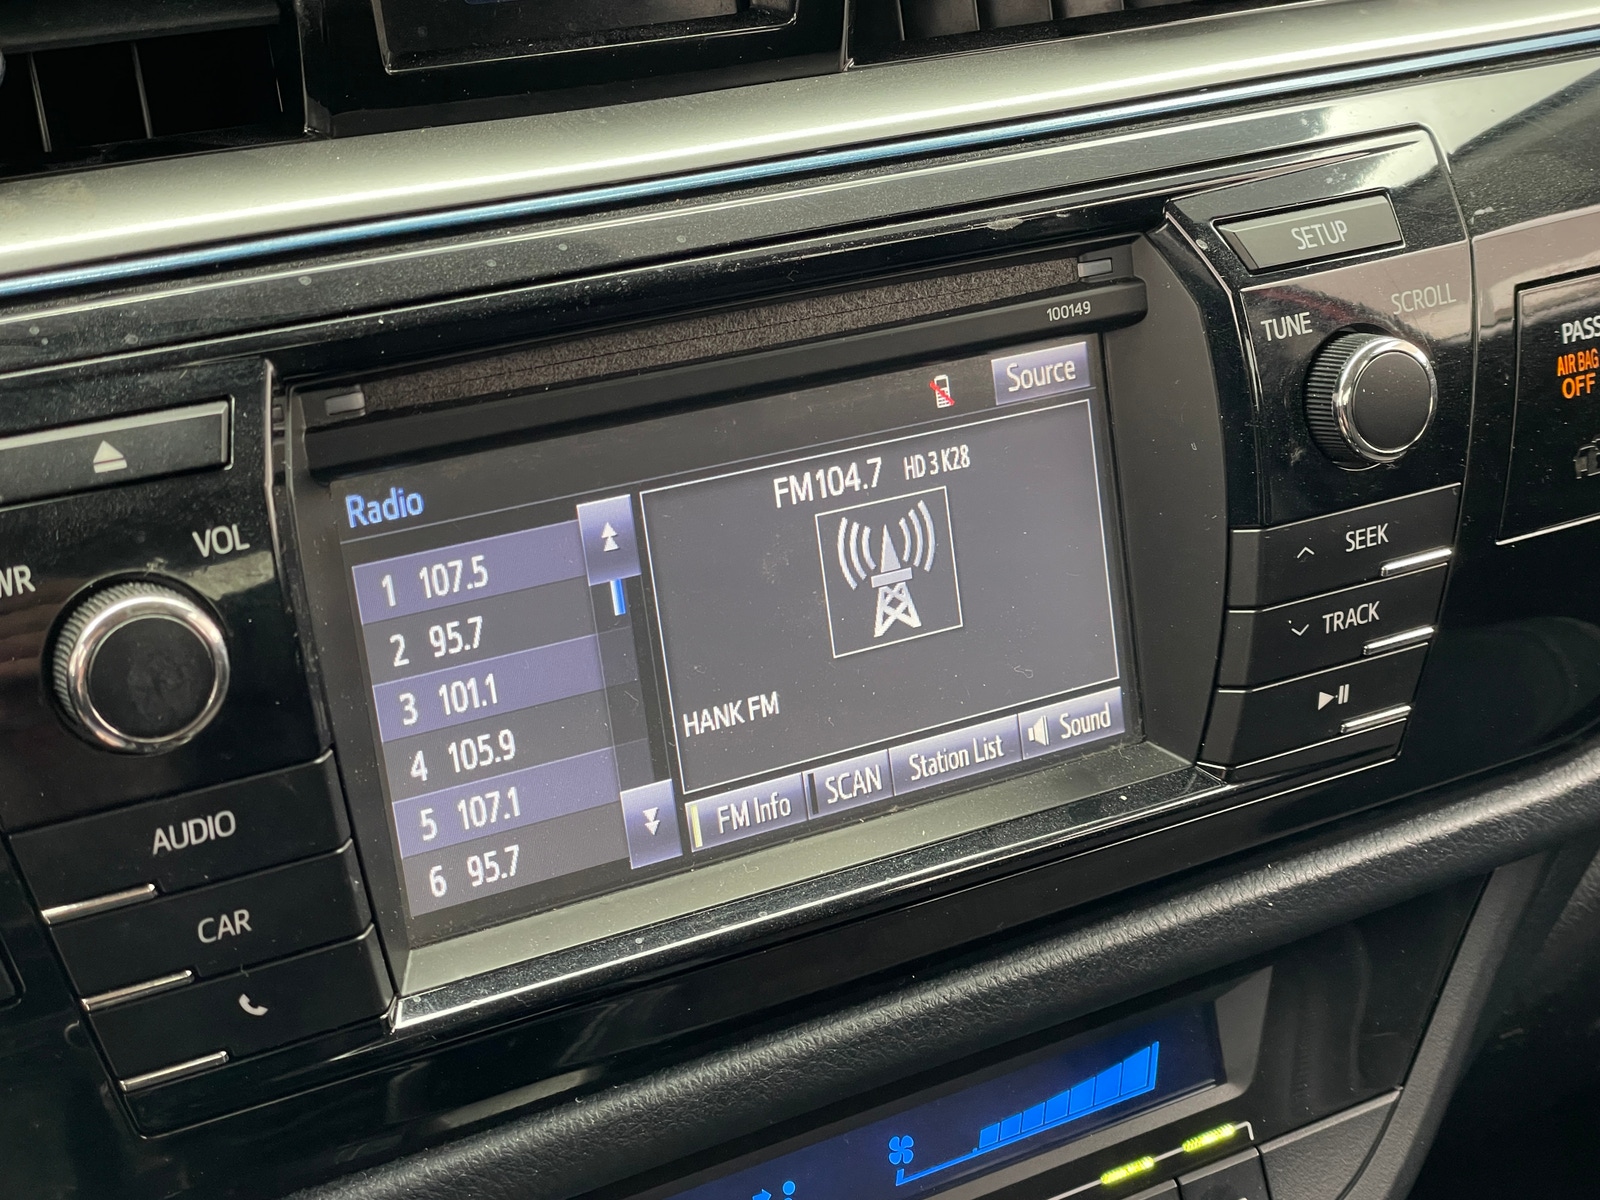 SETUP
SCROLL
TUNE
100149
PASS
AIR BAG
OFF
Source
FM104.7 HD 3 K28
Radio
VOL
WR
1 107.5
2 95.7
3 101.1
4 105.9
5 107.1
6 95.7
HANK FM
FM Info
SCAN
Station List
Sound
SEEK
TRACK
AUDIO
CAR